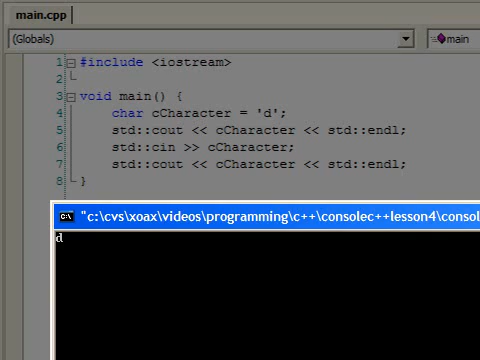 main.cpp
(Globals)
main
1 #include <iostream>
2
3 void main() {
4 char cCharacter = 'd';
5 std::cout << cCharacter << std::endl;
6 std::cin >> cCharacter;
7 std::cout << cCharacter << std::endl;
8 }
"c:\cvs\xoax\videos\programming\c++\consolec++lesson4\consol
d